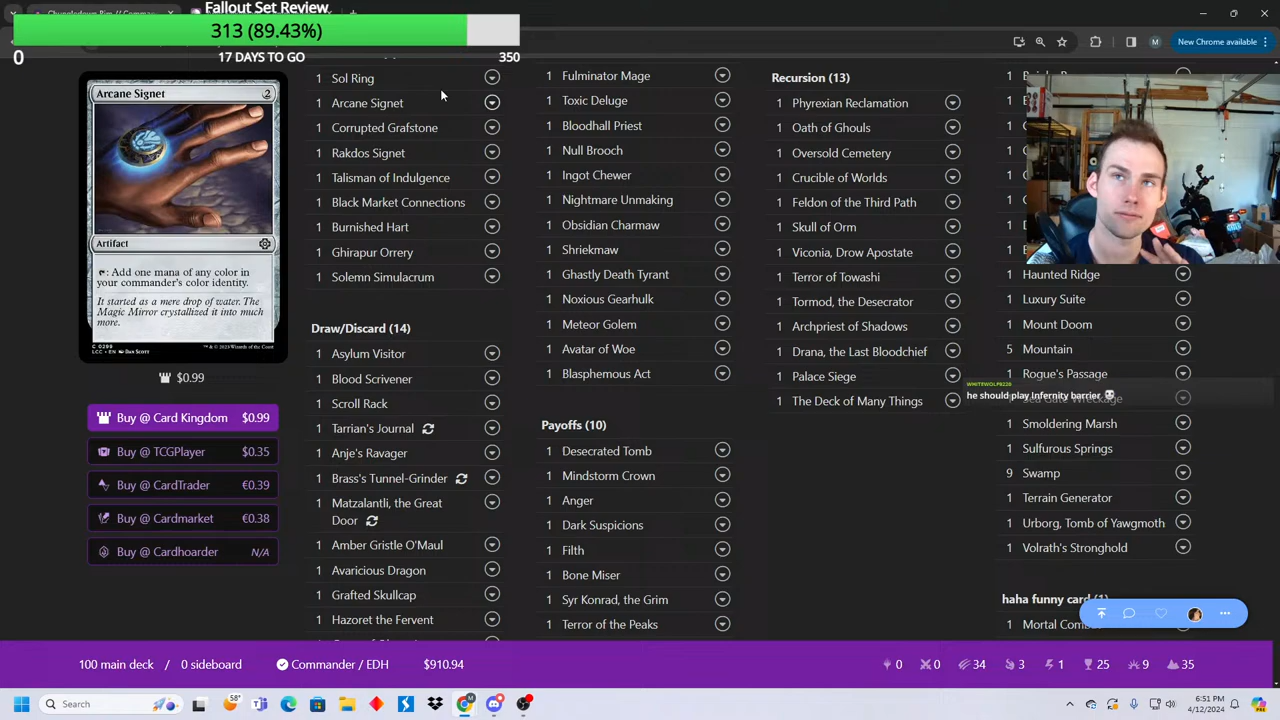 Fallout Set Review
313 (89.43%)
0
17 DAYS TO GO
350
New Chrome available
Arcane Signet
2
Artifact
: Add one mana of any color in
your commander's color identity.
It started as a mere drop of water. The
Magic Mirror crystallized it into much
more.
C 0299
LCC • EN DAN SCOTT
™ & © 2023 Wizards of the Coast
$0.99
Buy @ Card Kingdom $0.99
Buy @ TCGPlayer $0.35
Buy @ CardTrader €0.39
Buy @ Cardmarket €0.38
Buy @ Cardhoarder N/A
1 Sol Ring
1 Arcane Signet
1 Corrupted Grafstone
1 Rakdos Signet
1 Talisman of Indulgence
1 Black Market Connections
1 Burnished Hart
1 Ghirapur Orrery
1 Solemn Simulacrum
Draw/Discard (14)
1 Asylum Visitor
1 Blood Scrivener
1 Scroll Rack
1 Tarrian's Journal
1 Anje's Ravager
1 Brass's Tunnel-Grinder
1 Matzalantli, the Great
Door
1 Amber Gristle O'Maul
1 Avaricious Dragon
1 Grafted Skullcap
1 Hazoret the Fervent
1 Fulminator Mage
1 Toxic Deluge
1 Bloodhall Priest
1 Null Brooch
1 Ingot Chewer
1 Nightmare Unmaking
1 Obsidian Charmaw
1 Shriekmaw
1 Ghastly Death Tyrant
1 Noxious Gearhulk
1 Meteor Golem
1 Avatar of Woe
1 Blasphemous Act
Payoffs (10)
1 Desecrated Tomb
1 Mindstorm Crown
1 Anger
1 Dark Suspicions
1 Filth
1 Bone Miser
1 Syr Konrad, the Grim
1 Terror of the Peaks
Recursion (13)
1 Phyrexian Reclamation
1 Oath of Ghouls
1 Oversold Cemetery
1 Crucible of Worlds
1 Feldon of the Third Path
1 Skull of Orm
1 Viconia, Drow Apostate
1 Terror of Towashi
1 Tormod, the Desecrator
1 Archpriest of Shadows
1 Drana, the Last Bloodchief
1 Palace Siege
1 The Deck of Many Things
1 Haunted Ridge
1 Luxury Suite
1 Mount Doom
5 Mountain
1 Rogue's Passage
WHITEWOLF8226
he should play Infernity barrier
1 Smoldering Marsh
1 Sulfurous Springs
9 Swamp
1 Terrain Generator
1 Urborg, Tomb of Yawgmoth
1 Volrath's Stronghold
haha funny card (1)
1 Mortal Comb
100 main deck / 0 sideboard Commander / EDH $910.94
0 0 34 3 1 25 9 35
Search
58°
6:51 PM
4/12/2024